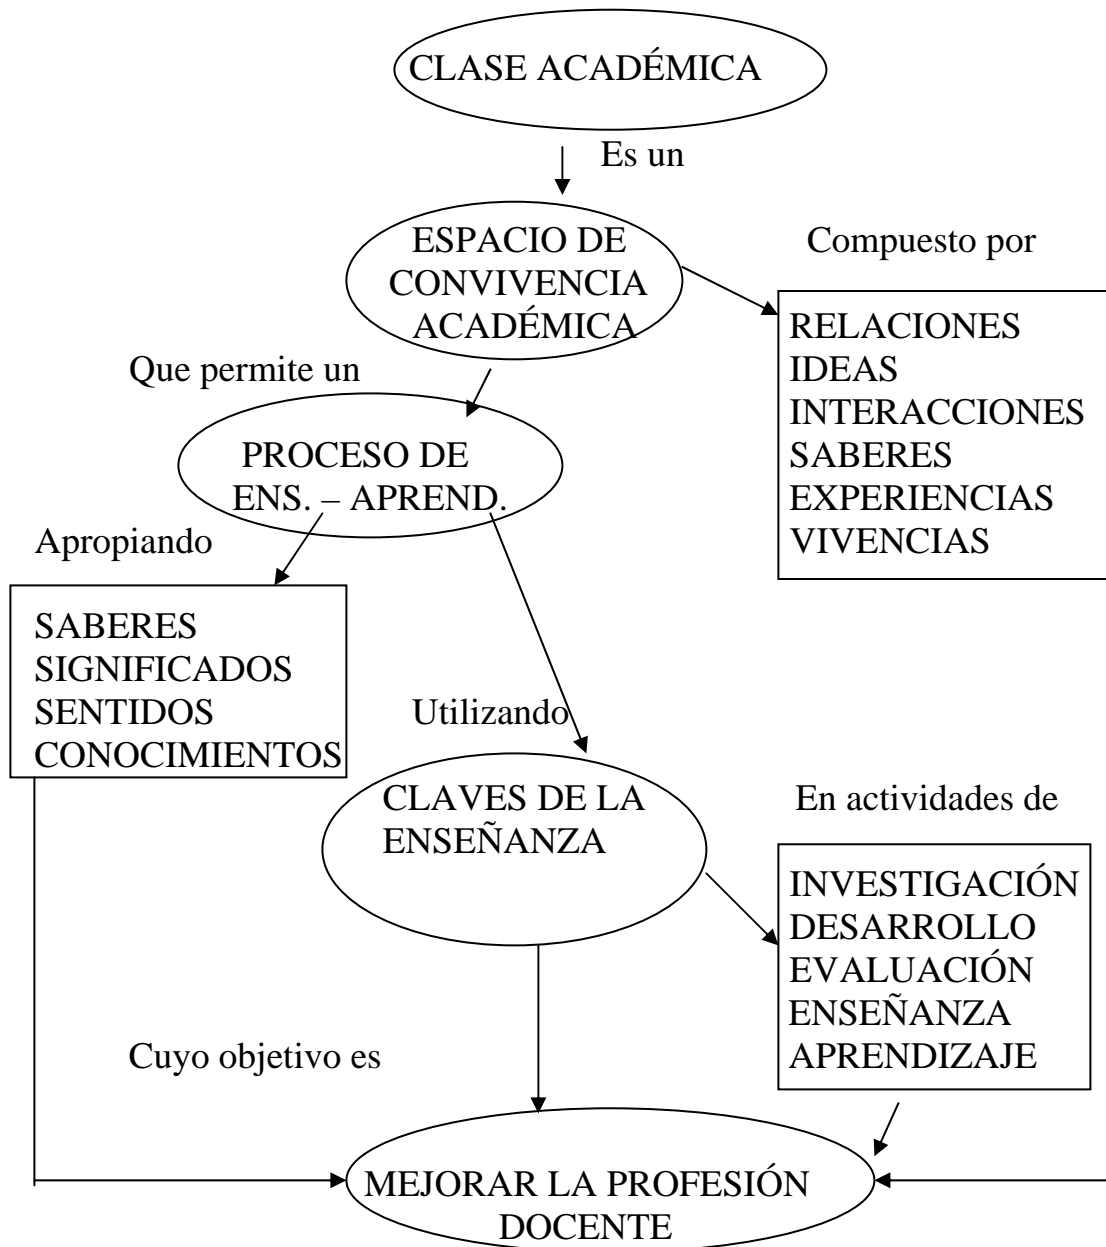 CLASE ACADÉMICA
Es un
ESPACIO DE
CONVIVENCIA
ACADÉMICA
Compuesto por
RELACIONES
IDEAS
INTERACCIONES
SABERES
EXPERIENCIAS
VIVENCIAS
Que permite un
PROCESO DE
ENS. – APREND.
Apropiando
SABERES
SIGNIFICADOS
SENTIDOS
CONOCIMIENTOS
Utilizando
CLAVES DE LA
ENSEÑANZA
En actividades de
INVESTIGACIÓN
DESARROLLO
EVALUACIÓN
ENSEÑANZA
APRENDIZAJE
Cuyo objetivo es
MEJORAR LA PROFESIÓN
DOCENTE